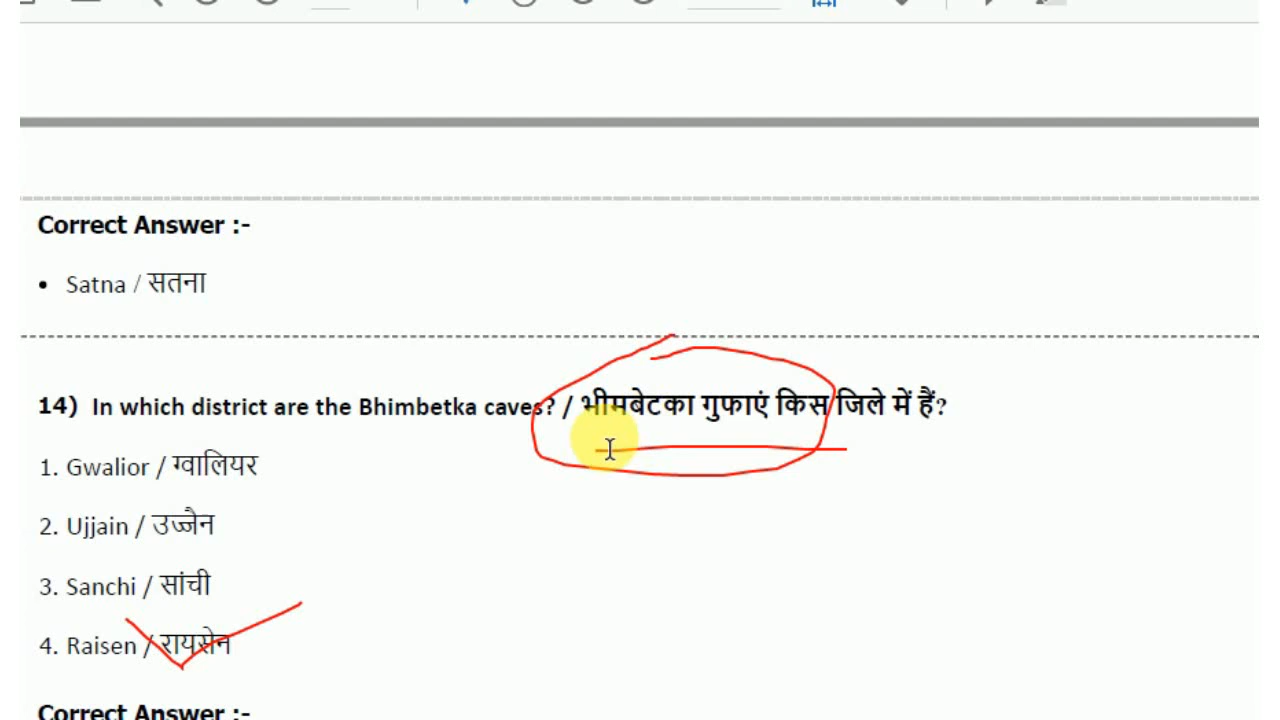 Correct Answer :-
• Satna / सतना
14) In which district are the Bhimbetka caves? / भीमबेटका गुफाएं किस जिले में हैं?
1. Gwalior / ग्वालियर
2. Ujjain / उज्जैन
3. Sanchi / सांची
4. Raisen / रायसेन
Correct Answer :-